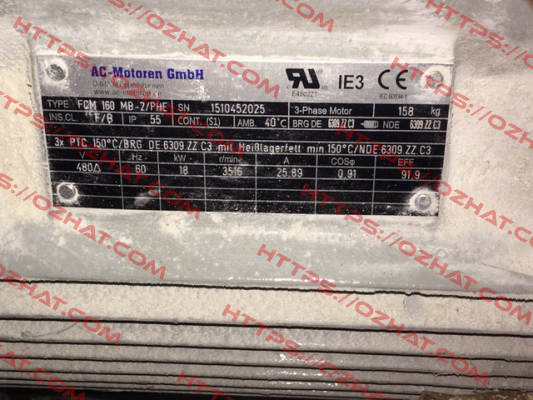 AC-Motoren GmbH
IE3 CE
TYPE FCM 160 MB-2/PHE SN 1510452025 3-Phase Motor 158 kg
INS.CL F/B IP 55 CONT. (S1) AMB. 40°C BRG DE 6309 ZZ C3 NDE 6309 ZZ C3
3x PTC 150°C/BRG DE 6309 ZZ C3 mit Heißlagerfett min 150°C/NDE 6309 ZZ C3
V Hz kW r/min A COSφ EFF
480Δ 60 18 3516 25.89 0.91 91.9
HTTPS://OZHAT.COM